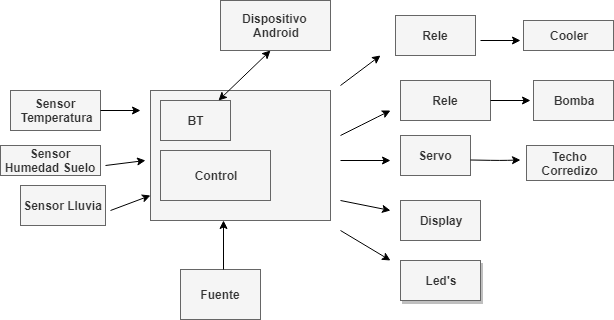 Dispositivo
Android
Rele
Cooler
Sensor
Temperatura
BT
Rele
Bomba
Sensor
Humedad Suelo
Control
Servo
Techo
Corredizo
Sensor Lluvia
Display
Fuente
Led's